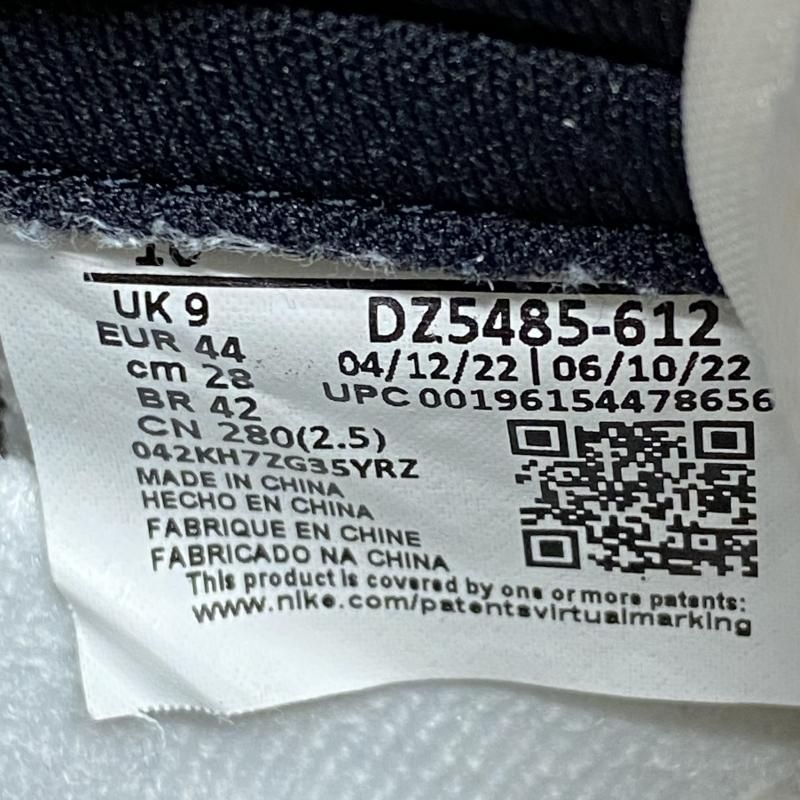 10
UK 9
EUR 44
cm 28
BR 42
CN 280(2.5)
042KH7ZG35YRZ
MADE IN CHINA
HECHO EN CHINA
FABRIQUE EN CHINE
FABRICADO NA CHINA
DZ5485-612
04/12/22 | 06/10/22
UPC 00196154478656
This product is covered by one or more patents:
www.nike.com/patentsvirtualmarking